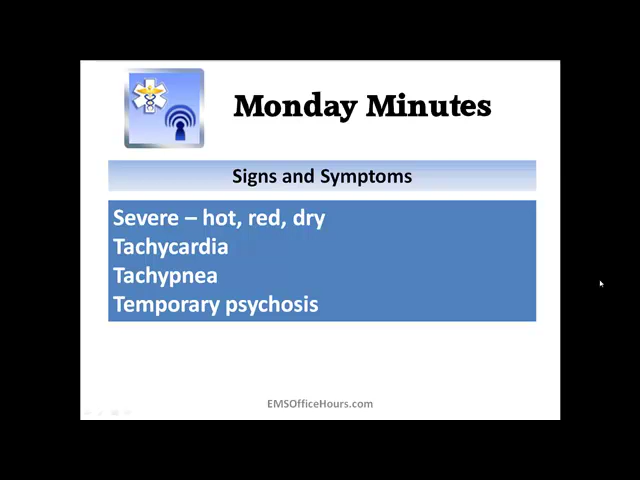 Monday Minutes
Signs and Symptoms
Severe – hot, red, dry
Tachycardia
Tachypnea
Temporary psychosis
EMSOfficeHours.com